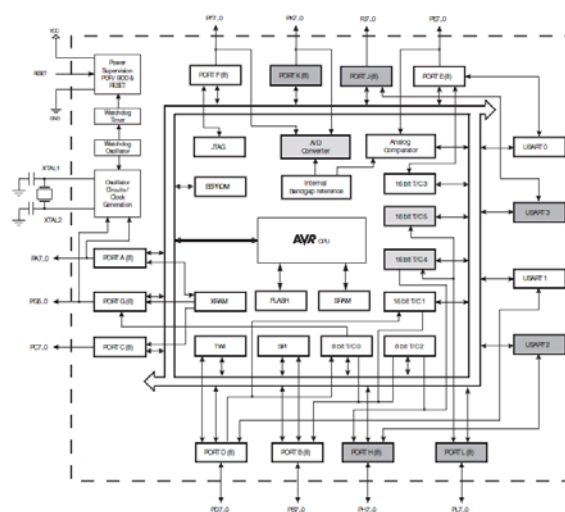 PF7..0
PK7..0
PJ7..0
PE7..0
VCC
RESET
GND
Power
Supervision
POR/ BOD &
RESET
PORT F (8)
PORT K (8)
PORT J (8)
PORT E (8)
Watchdog
Timer
Watchdog
Oscillator
JTAG
A/D
Converter
Analog
Comparator
USART 0
XTAL1
XTAL2
Oscillator
Circuits /
Clock
Generation
EEPROM
Internal
Bandgap reference
16 bit T/C3
USART 3
16 bit T/C5
AVR CPU
PA7..0
PORT A (8)
16 bit T/C4
USART 1
PG5..0
PORT G (6)
XRAM
FLASH
SRAM
16 bit T/C1
PC7..0
PORT C (8)
TWI
SPI
8 bit T/C0
8 bit T/C2
USART 2
PORT D (8)
PORT B (8)
PORT H (8)
PORT L (8)
PD7..0
PB7..0
PH7..0
PL7..0